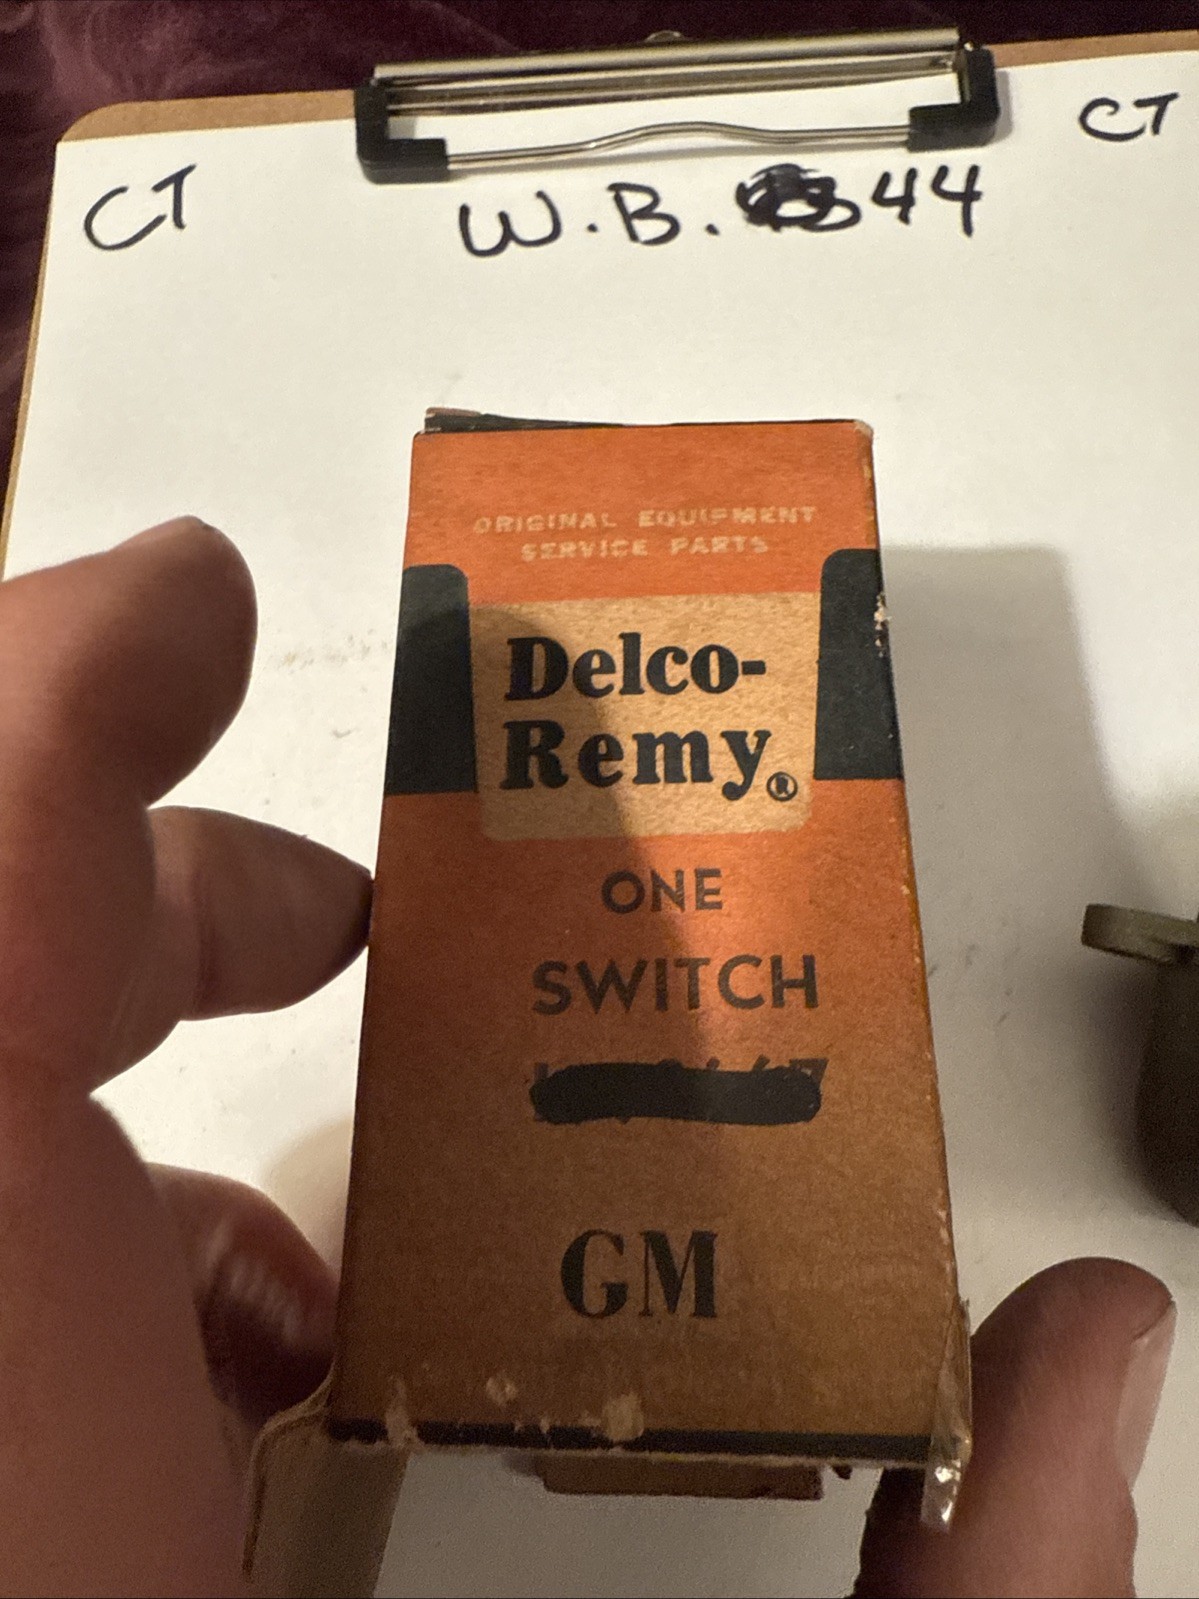 CT
CT
W.B. 44
ORIGINAL EQUIPMENT
SERVICE PARTS
Delco-
Remy®
ONE
SWITCH
GM